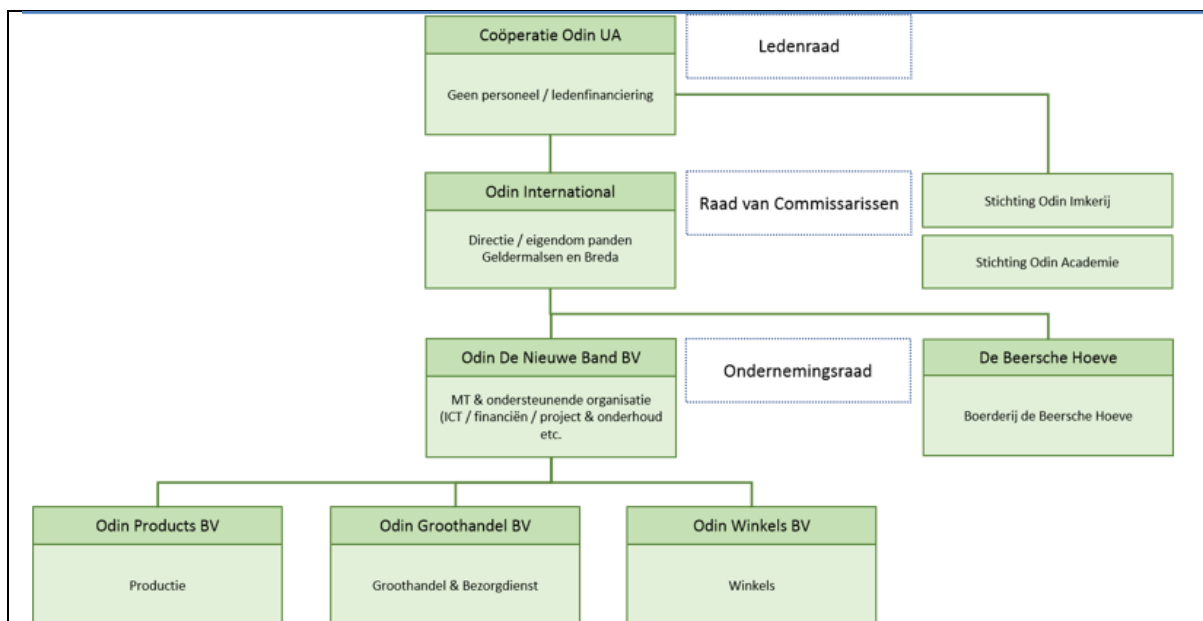 Coöperatie Odin UA
Ledenraad
Geen personeel / ledenfinanciering
Odin International
Raad van Commissarissen
Stichting Odin Imkerij
Directie / eigendom panden
Geldermalsen en Breda
Stichting Odin Academie
Odin De Nieuwe Band BV
Ondernemingsraad
De Beersche Hoeve
MT & ondersteunende organisatie
(ICT / financiën / project & onderhoud
etc.
Boerderij de Beersche Hoeve
Odin Products BV
Odin Groothandel BV
Odin Winkels BV
Productie
Groothandel & Bezorgdienst
Winkels